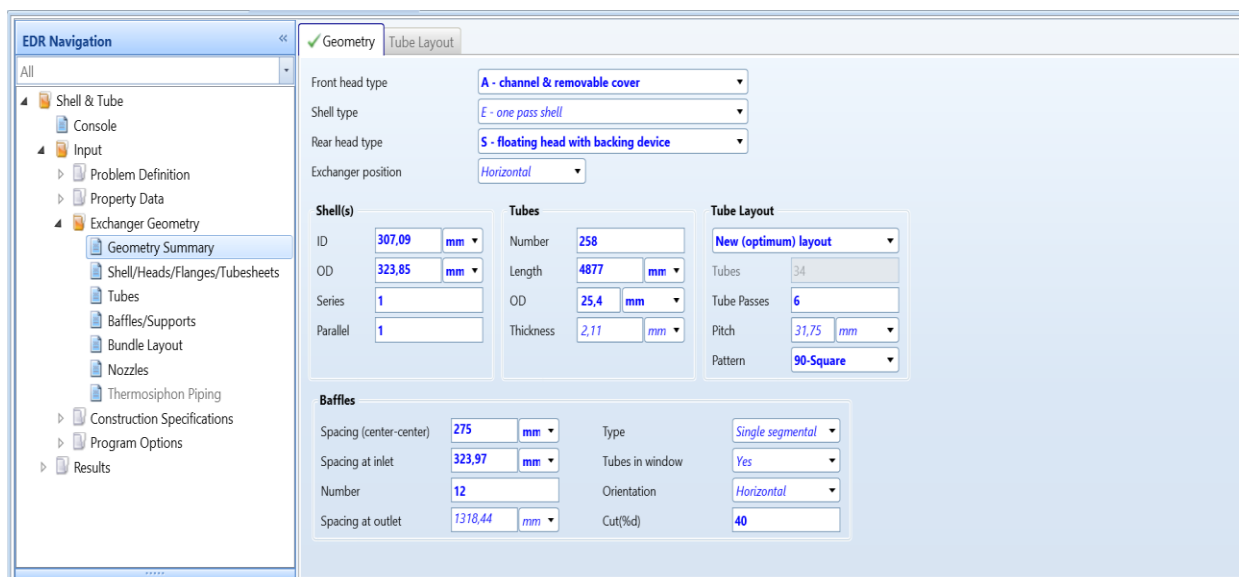 EDR Navigation «
All
Shell & Tube
Console
Input
Problem Definition
Property Data
Exchanger Geometry
Geometry Summary
Shell/Heads/Flanges/Tubesheets
Tubes
Baffles/Supports
Bundle Layout
Nozzles
Thermosiphon Piping
Construction Specifications
Program Options
Results
Geometry Tube Layout
Front head type A - channel & removable cover
Shell type E - one pass shell
Rear head type S - floating head with backing device
Exchanger position Horizontal
Shell(s)
ID 307,09 mm
OD 323,85 mm
Series 1
Parallel 1
Tubes
Number 258
Length 4877 mm
OD 25,4 mm
Thickness 2,11 mm
Tube Layout
New (optimum) layout
Tubes 34
Tube Passes 6
Pitch 31,75 mm
Pattern 90-Square
Baffles
Spacing (center-center) 275 mm
Spacing at inlet 323,97 mm
Number 12
Spacing at outlet 1318,44 mm
Type Single segmental
Tubes in window Yes
Orientation Horizontal
Cut(%d) 40